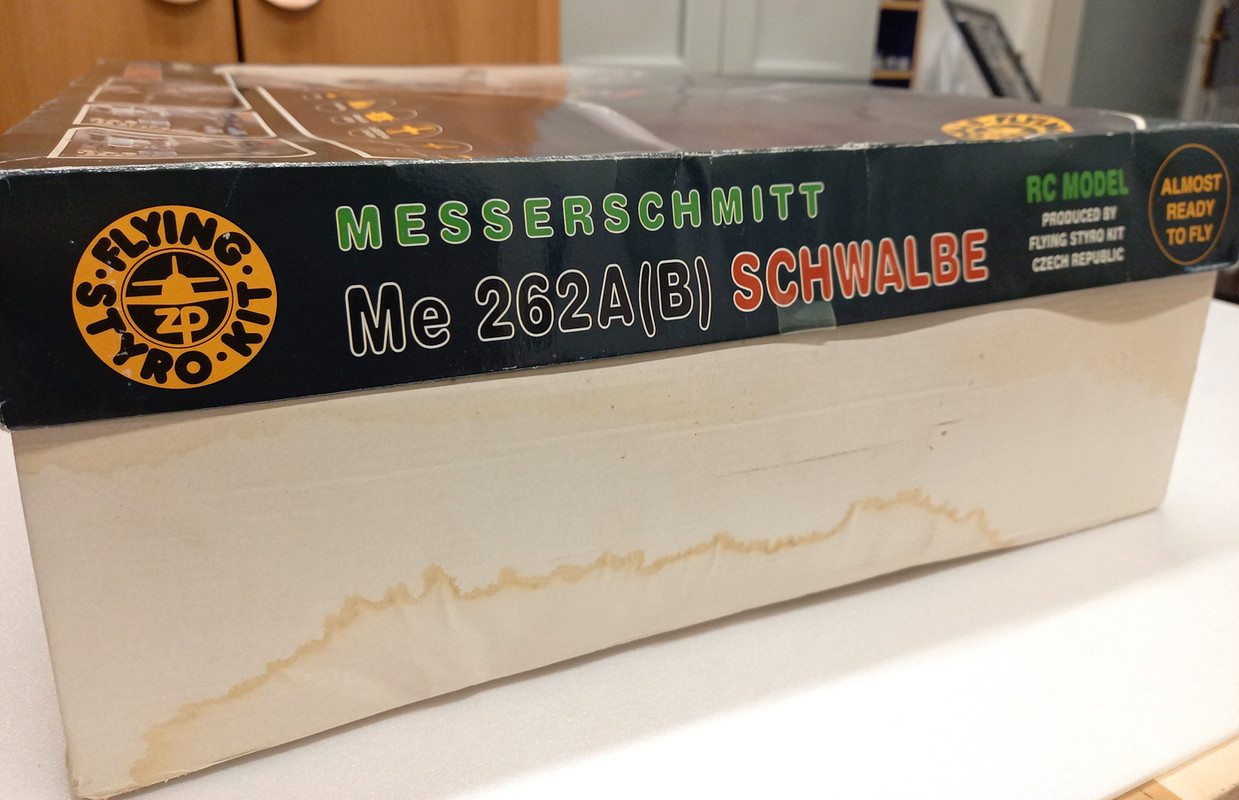 FLYING
STYRO · KIT
ZP
MESSERSCHMITT
Me 262A(B) SCHWALBE
RC MODEL
PRODUCED BY
FLYING STYRO KIT
CZECH REPUBLIC
ALMOST
READY
TO FLY